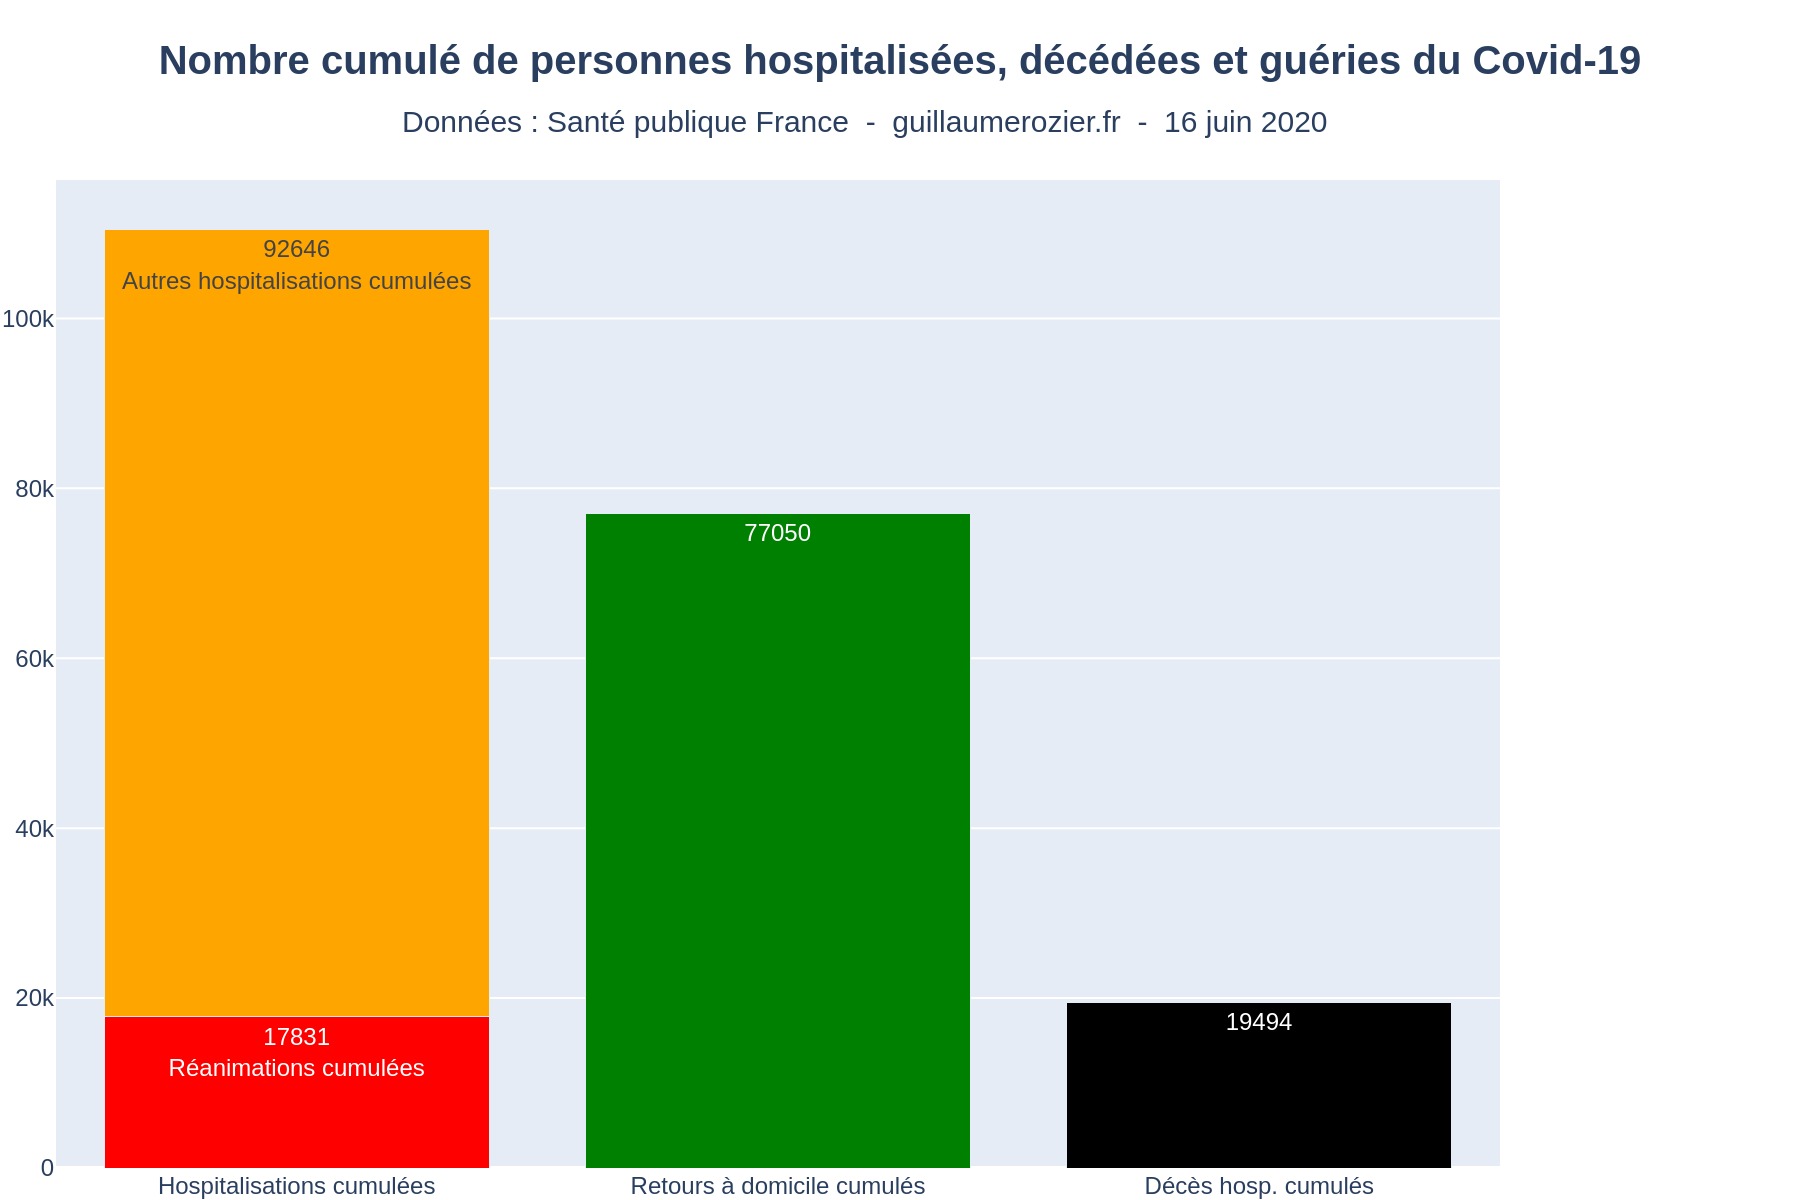 Nombre cumulé de personnes hospitalisées, décédées et guéries du Covid-19
Données : Santé publique France  -  guillaumerozier.fr  -  16 juin 2020
92646
Autres hospitalisations cumulées
100k
80k
77050
60k
40k
20k
17831
Réanimations cumulées
19494
0
Hospitalisations cumulées
Retours à domicile cumulés
Décès hosp. cumulés